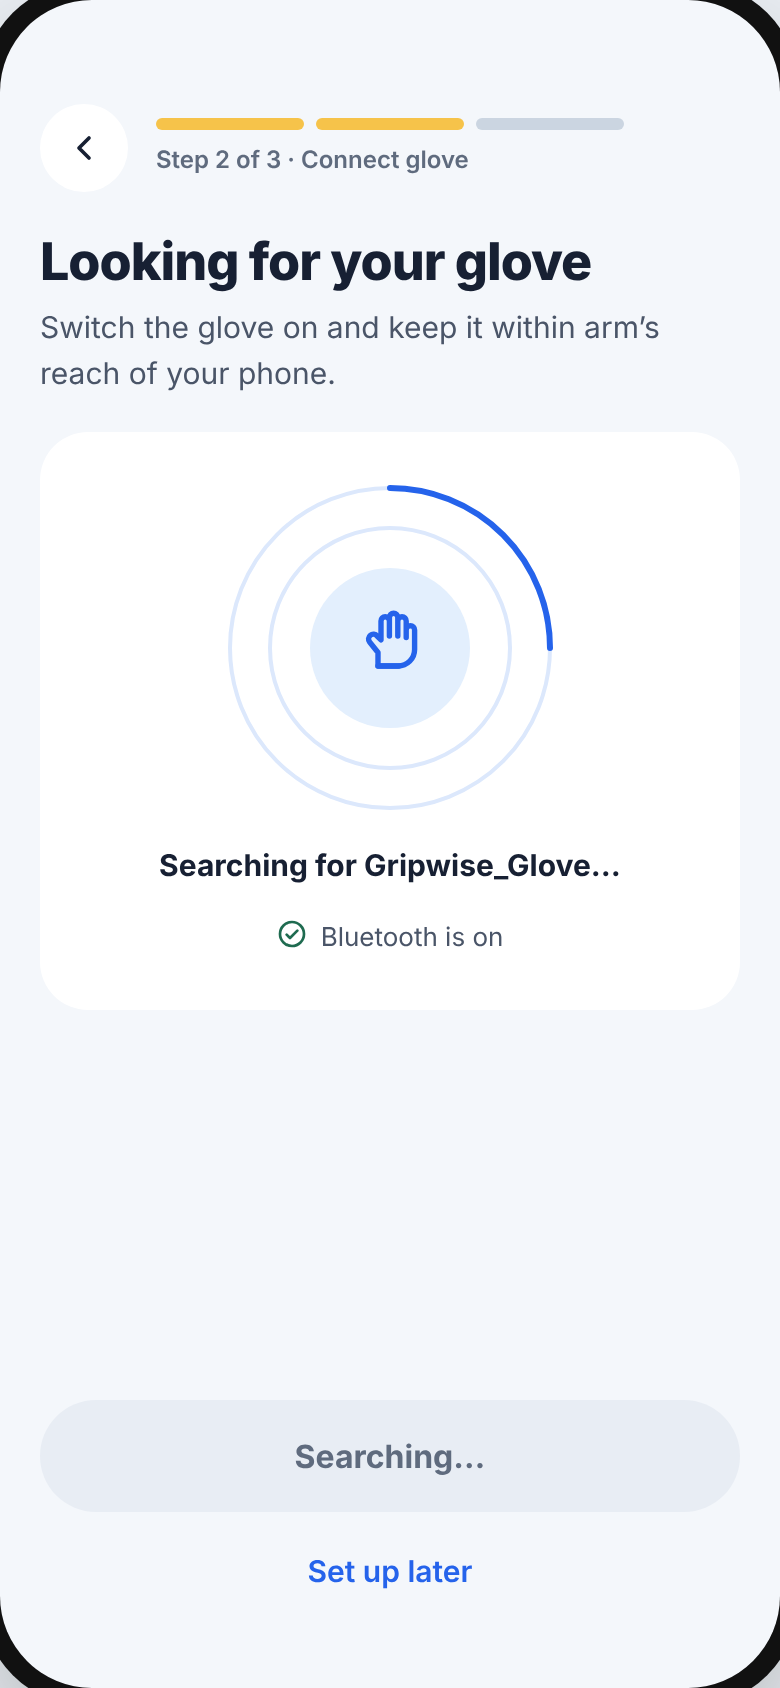 Step 2 of 3 · Connect glove
Looking for your glove
Switch the glove on and keep it within arm’s
reach of your phone.
Searching for Gripwise_Glove...
Bluetooth is on
Searching...
Set up later